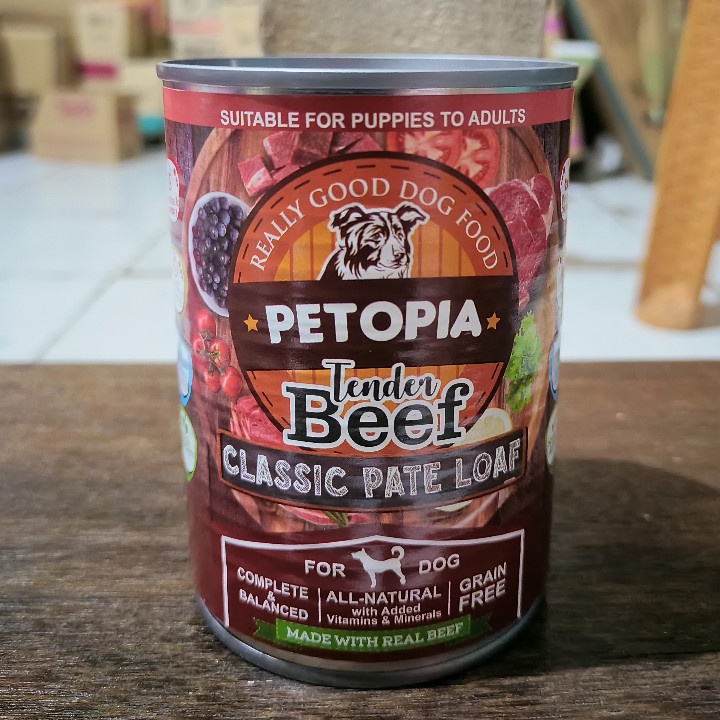 SUITABLE FOR PUPPIES TO ADULTS
REALLY GOOD DOG FOOD
PETOPIA
Tender
Beef
CLASSIC PATE LOAF
FOR DOG
COMPLETE
&
BALANCED
ALL-NATURAL
with Added
Vitamins & Minerals
GRAIN
FREE
MADE WITH REAL BEEF